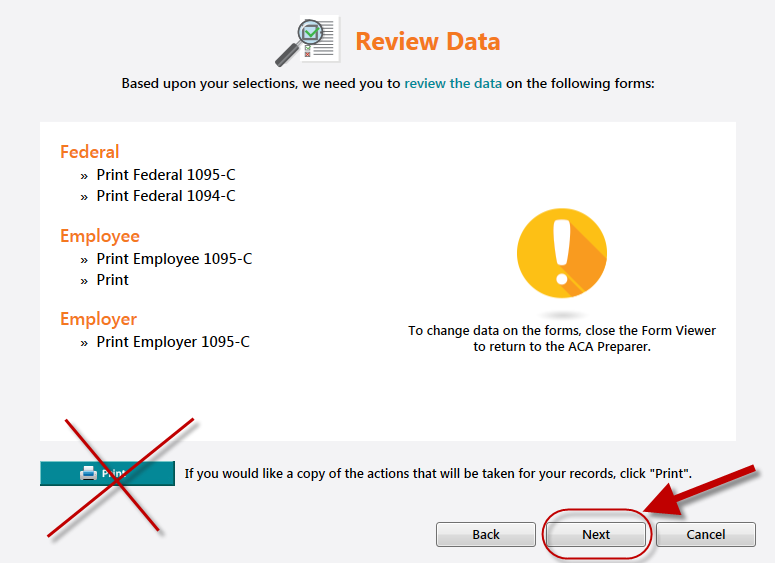 Review Data
Based upon your selections, we need you to review the data on the following forms:
Federal
» Print Federal 1095-C
» Print Federal 1094-C
Employee
» Print Employee 1095-C
» Print
Employer
» Print Employer 1095-C
To change data on the forms, close the Form Viewer
to return to the ACA Preparer.
Print
If you would like a copy of the actions that will be taken for your records, click "Print".
Back
Next
Cancel